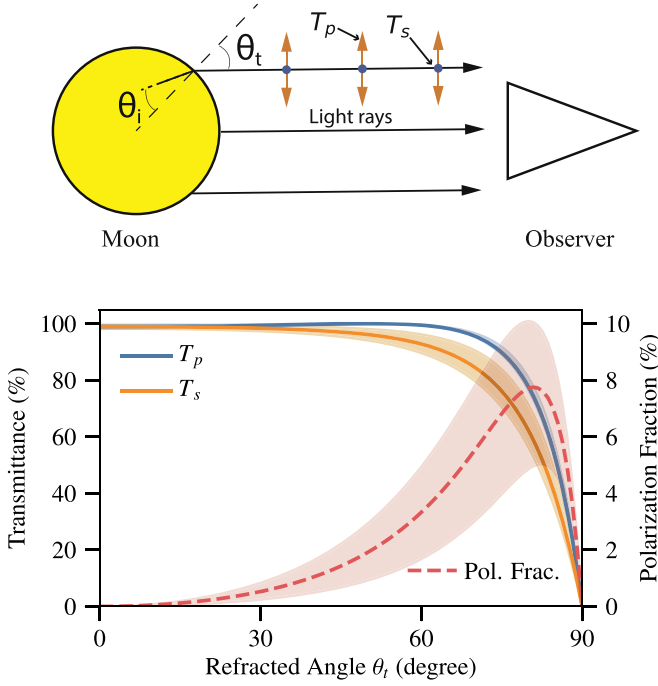 θt
Tp
Ts
θi
Light rays
Moon
Observer
Transmittance (%)
100
80
60
40
20
0
Tp
Ts
Pol. Frac.
10
8
6
4
2
0
Polarization Fraction (%)
0 30 60 90
Refracted Angle θt (degree)